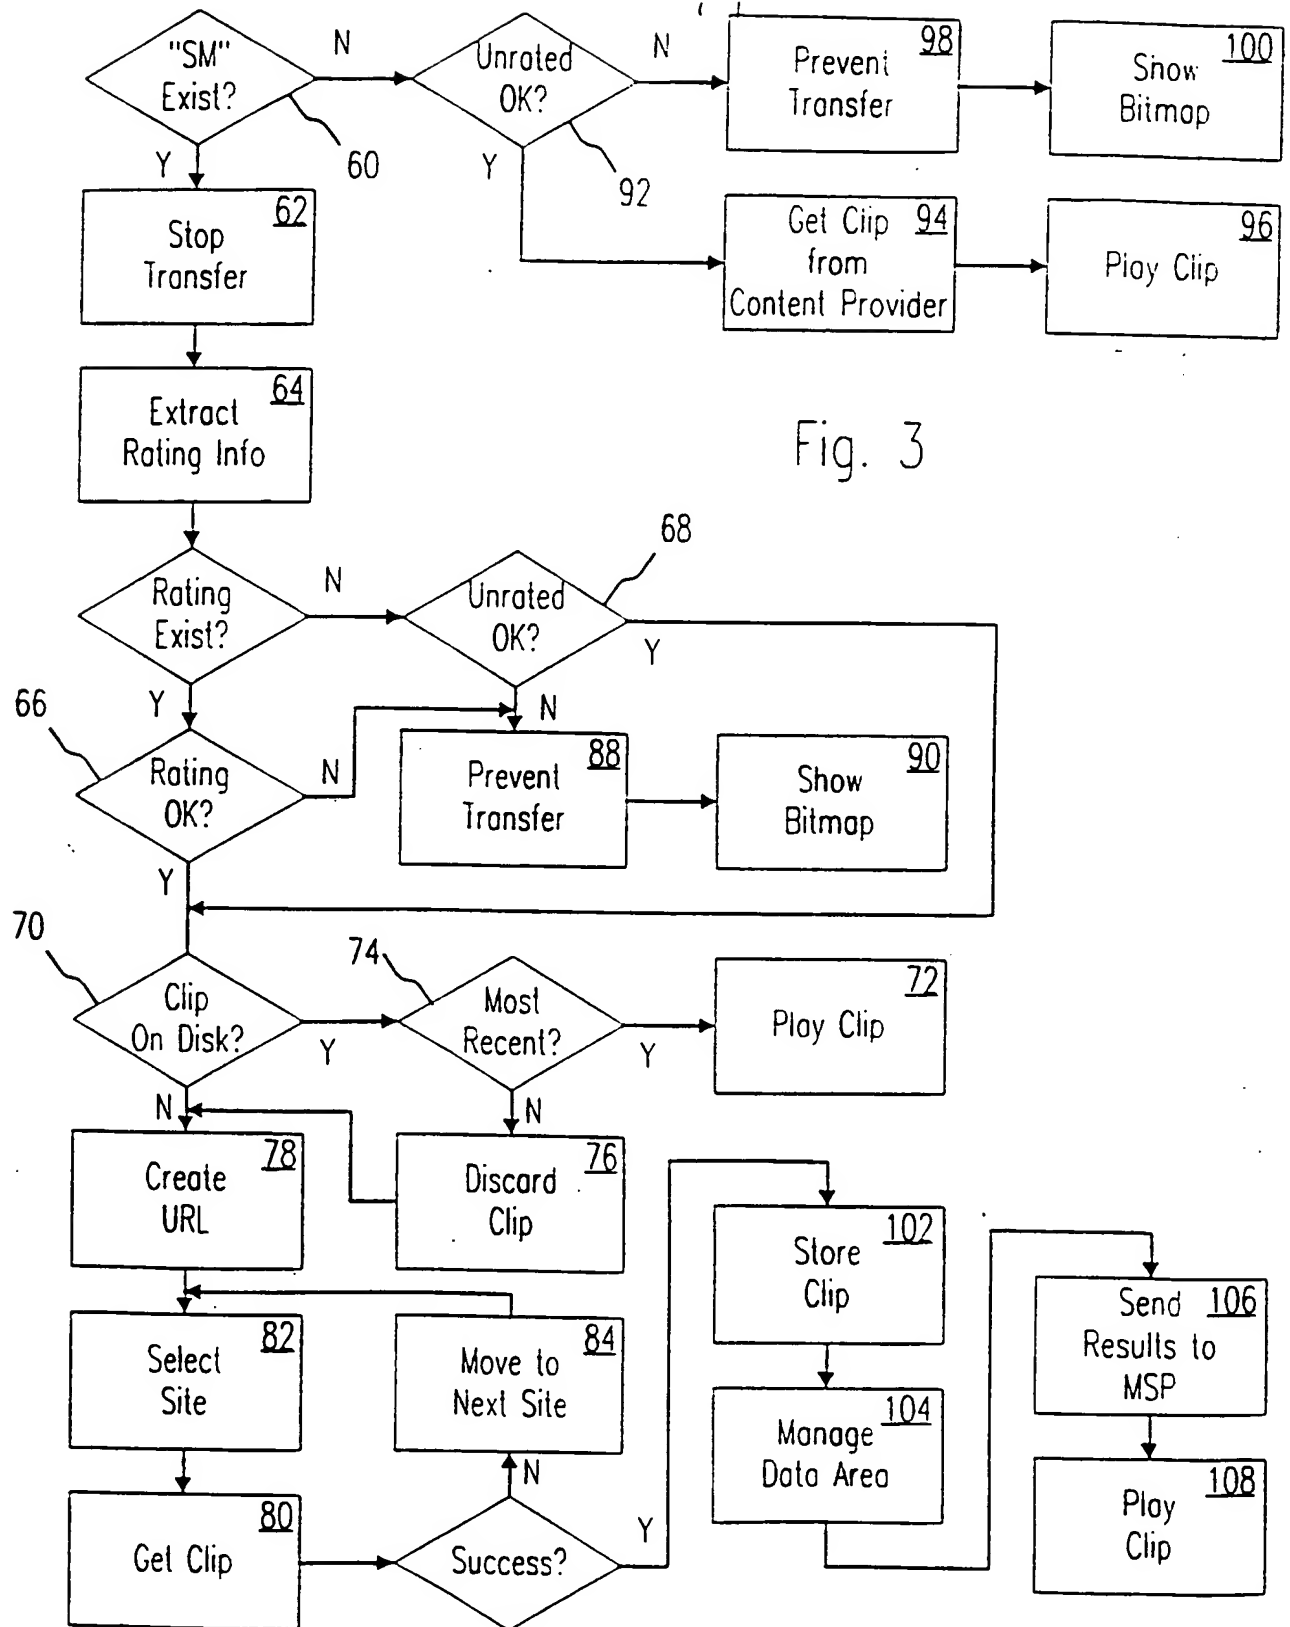 "SM"
Exist?
N
60
Y
Unrated
OK?
N
92
Y
98
Prevent
Transfer
100
Show
Bitmap
62
Stop
Transfer
Get Clip 94
from
Content Provider
96
Play Clip
64
Extract
Rating Info
Fig. 3
Rating
Exist?
N
Y
68
Unrated
OK?
Y
N
66
Rating
OK?
N
Y
88
Prevent
Transfer
90
Show
Bitmap
70
Clip
On Disk?
Y
N
74
Most
Recent?
Y
N
72
Play Clip
78
Create
URL
76
Discard
Clip
102
Store
Clip
Send 106
Results to
MSP
82
Select
Site
84
Move to
Next Site
104
Manage
Data Area
N
80
Get Clip
Success?
Y
108
Play
Clip